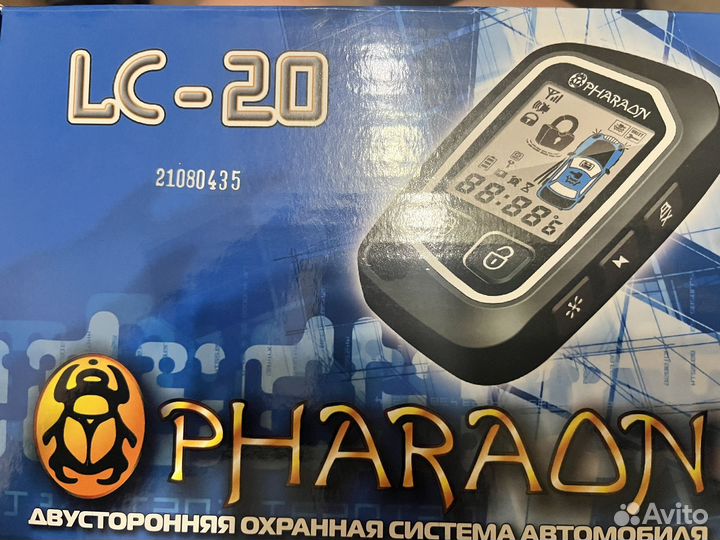 LC-20
21080435
PHARAON
88:88
PHARAON
ДВУСТОРОННЯЯ ОХРАННАЯ СИСТЕМА АВТОМОБИЛЯ
Avito